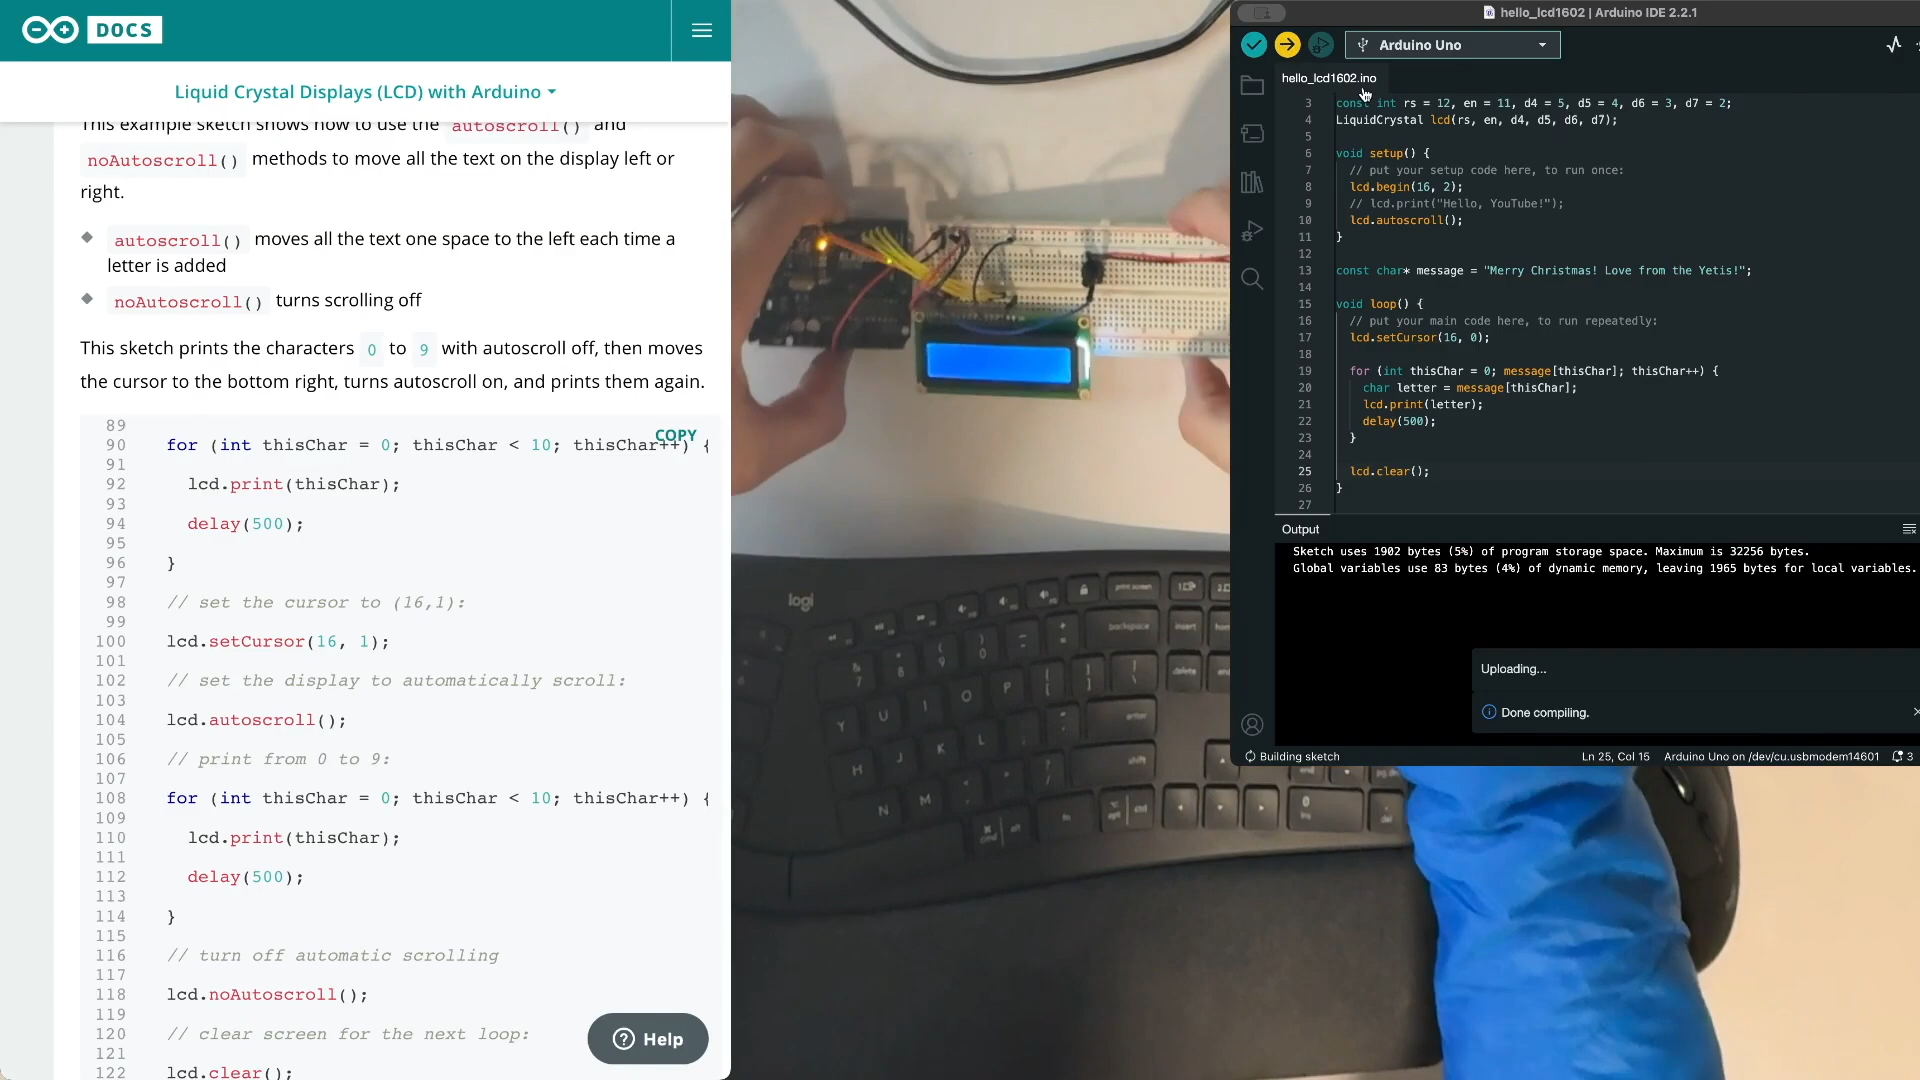 DOCS
Liquid Crystal Displays (LCD) with Arduino
This example sketch shows how to use the autoscroll() and
noAutoscroll() methods to move all the text on the display left or
right.
autoscroll() moves all the text one space to the left each time a
letter is added
noAutoscroll() turns scrolling off
This sketch prints the characters 0 to 9 with autoscroll off, then moves
the cursor to the bottom right, turns autoscroll on, and prints them again.
COPY
89
90 for (int thisChar = 0; thisChar < 10; thisChar++) {
91
92 lcd.print(thisChar);
93
94 delay(500);
95
96 }
97
98 // set the cursor to (16,1):
99
100 lcd.setCursor(16, 1);
101
102 // set the display to automatically scroll:
103
104 lcd.autoscroll();
105
106 // print from 0 to 9:
107
108 for (int thisChar = 0; thisChar < 10; thisChar++) {
109
110 lcd.print(thisChar);
111
112 delay(500);
113
114 }
115
116 // turn off automatic scrolling
117
118 lcd.noAutoscroll();
119
120 // clear screen for the next loop:
121
122 lcd.clear();
Help
logi
print screen
backspace
insert
delete
enter
shift
Y U I O P
H J K L
N M
hello_lcd1602 | Arduino IDE 2.2.1
Arduino Uno
hello_lcd1602.ino
3 const int rs = 12, en = 11, d4 = 5, d5 = 4, d6 = 3, d7 = 2;
4 LiquidCrystal lcd(rs, en, d4, d5, d6, d7);
5
6 void setup() {
7 // put your setup code here, to run once:
8 lcd.begin(16, 2);
9 // lcd.print("Hello, YouTube!");
10 lcd.autoscroll();
11 }
12
13 const char* message = "Merry Christmas! Love from the Yetis!";
14
15 void loop() {
16 // put your main code here, to run repeatedly:
17 lcd.setCursor(16, 0);
18
19 for (int thisChar = 0; message[thisChar]; thisChar++) {
20 char letter = message[thisChar];
21 lcd.print(letter);
22 delay(500);
23 }
24
25 lcd.clear();
26 }
27
Output
Sketch uses 1902 bytes (5%) of program storage space. Maximum is 32256 bytes.
Global variables use 83 bytes (4%) of dynamic memory, leaving 1965 bytes for local variables.
Uploading...
Done compiling.
Building sketch
Ln 25, Col 15 Arduino Uno on /dev/cu.usbmodem14601 3